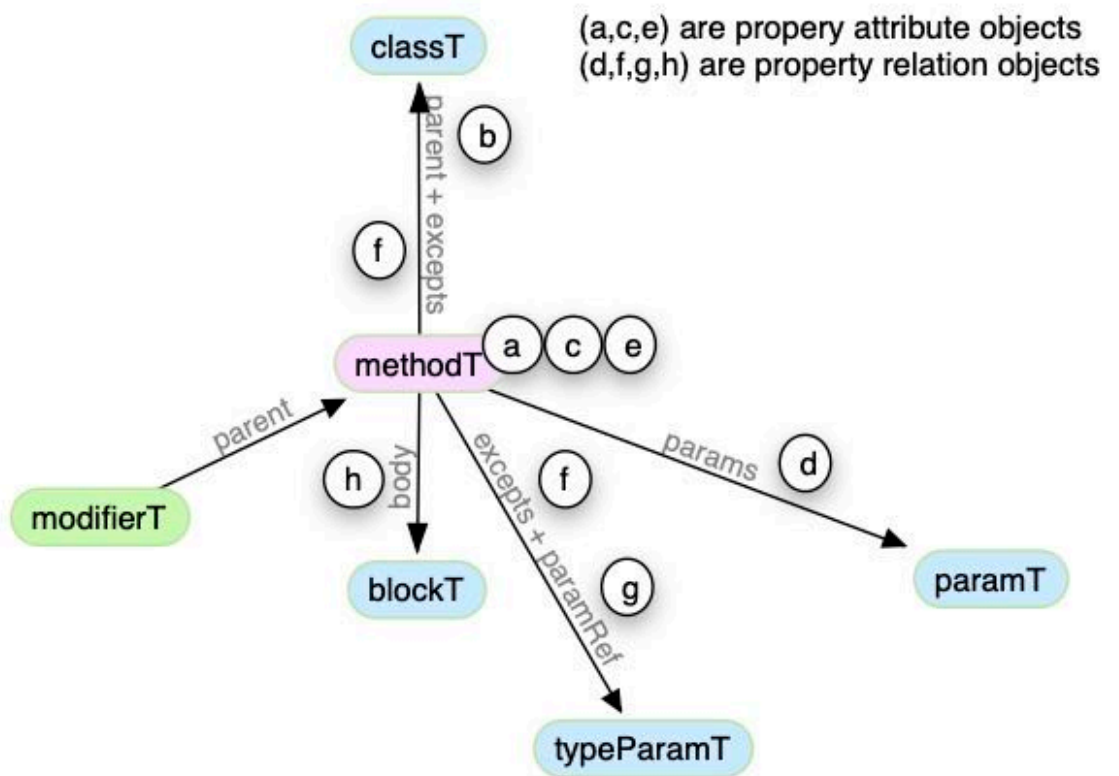 classT
(a,c,e) are propery attribute objects
(d,f,g,h) are property relation objects
parent + excepts
b
f
methodT
a
c
e
parent
modifierT
h
body
excepts + paramRef
f
g
params
d
blockT
paramT
typeParamT